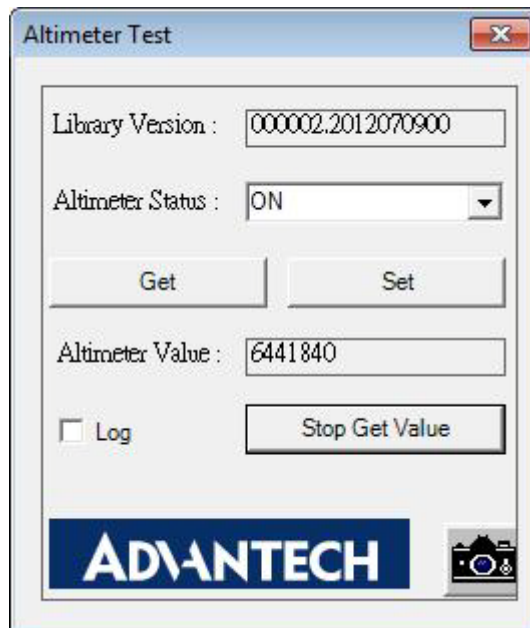 Altimeter Test
Library Version : 000002.2012070900
Altimeter Status : ON
Get Set
Altimeter Value : 6441840
Log Stop Get Value
ADVANTECH